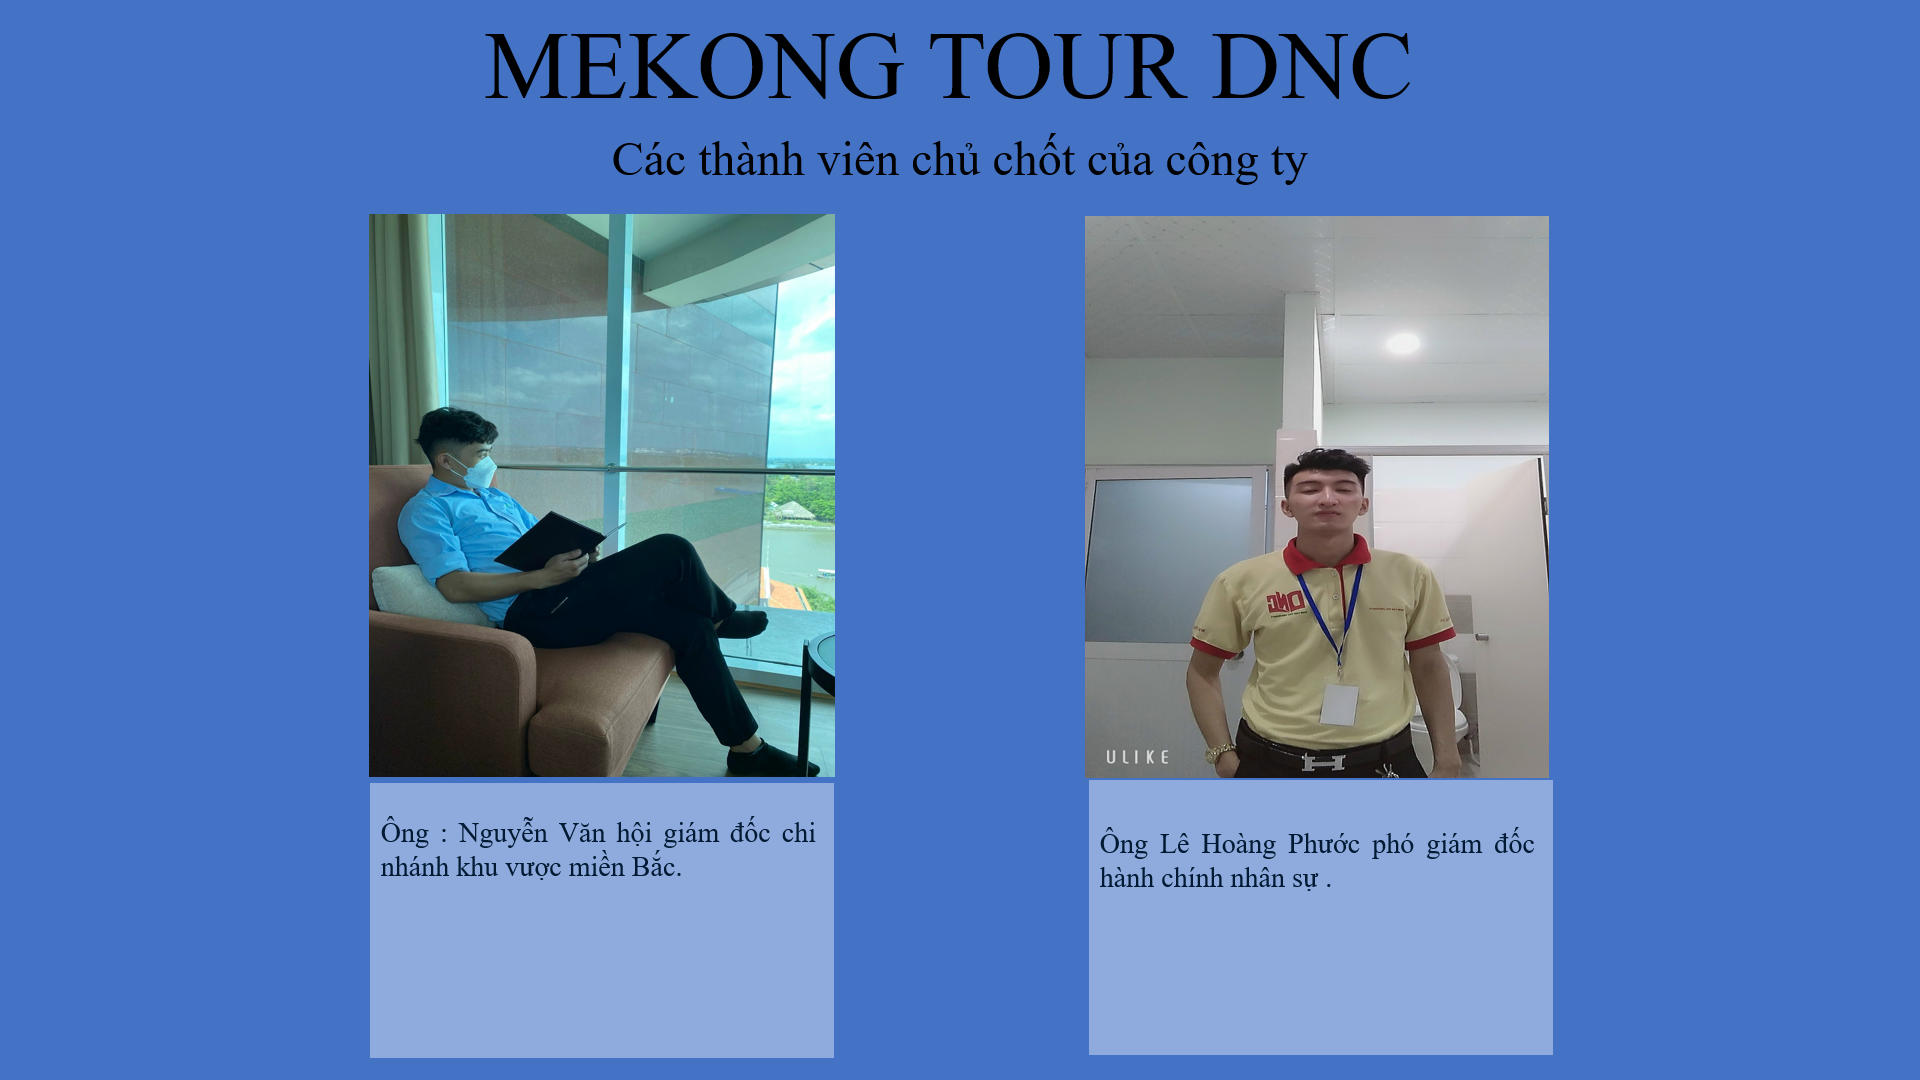 MEKONG TOUR DNC
Các thành viên chủ chốt của công ty
DNC
ULIKE
Ông : Nguyễn Văn hội giám đốc chi
nhánh khu vược miền Bắc.
Ông Lê Hoàng Phước phó giám đốc
hành chính nhân sự .